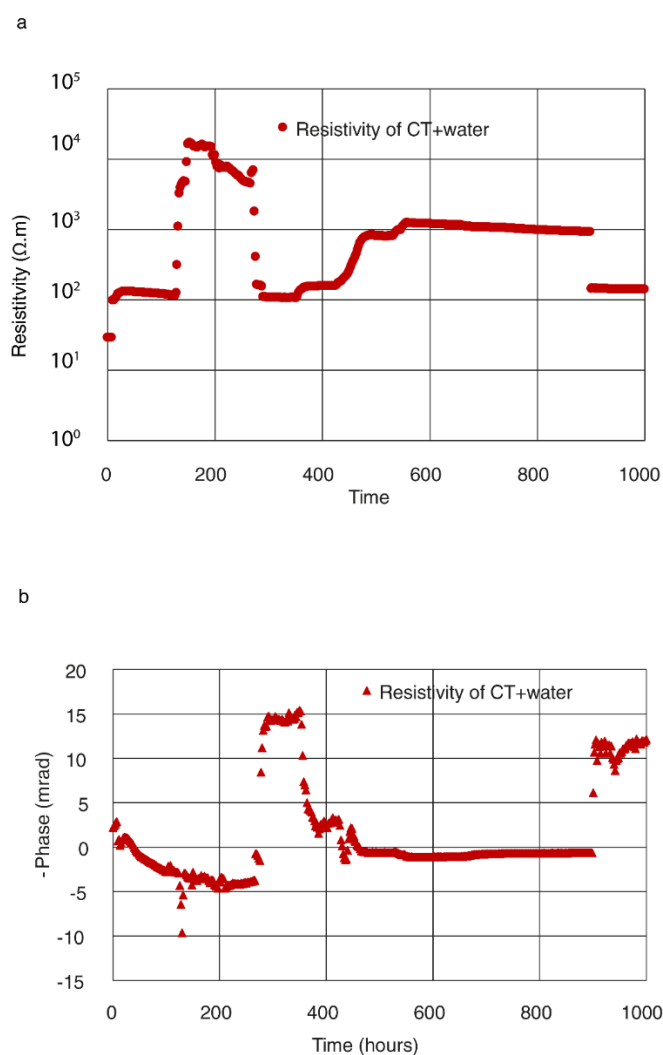 a
10⁵
Resistivity of CT+water
10⁴
10³
Resistitvity (Ω.m)
10²
10¹
10⁰
0 200 400 600 800 1000
Time
b
20
Resistivity of CT+water
15
10
-Phase (mrad)
5
0
-5
-10
-15
0 200 400 600 800 1000
Time (hours)